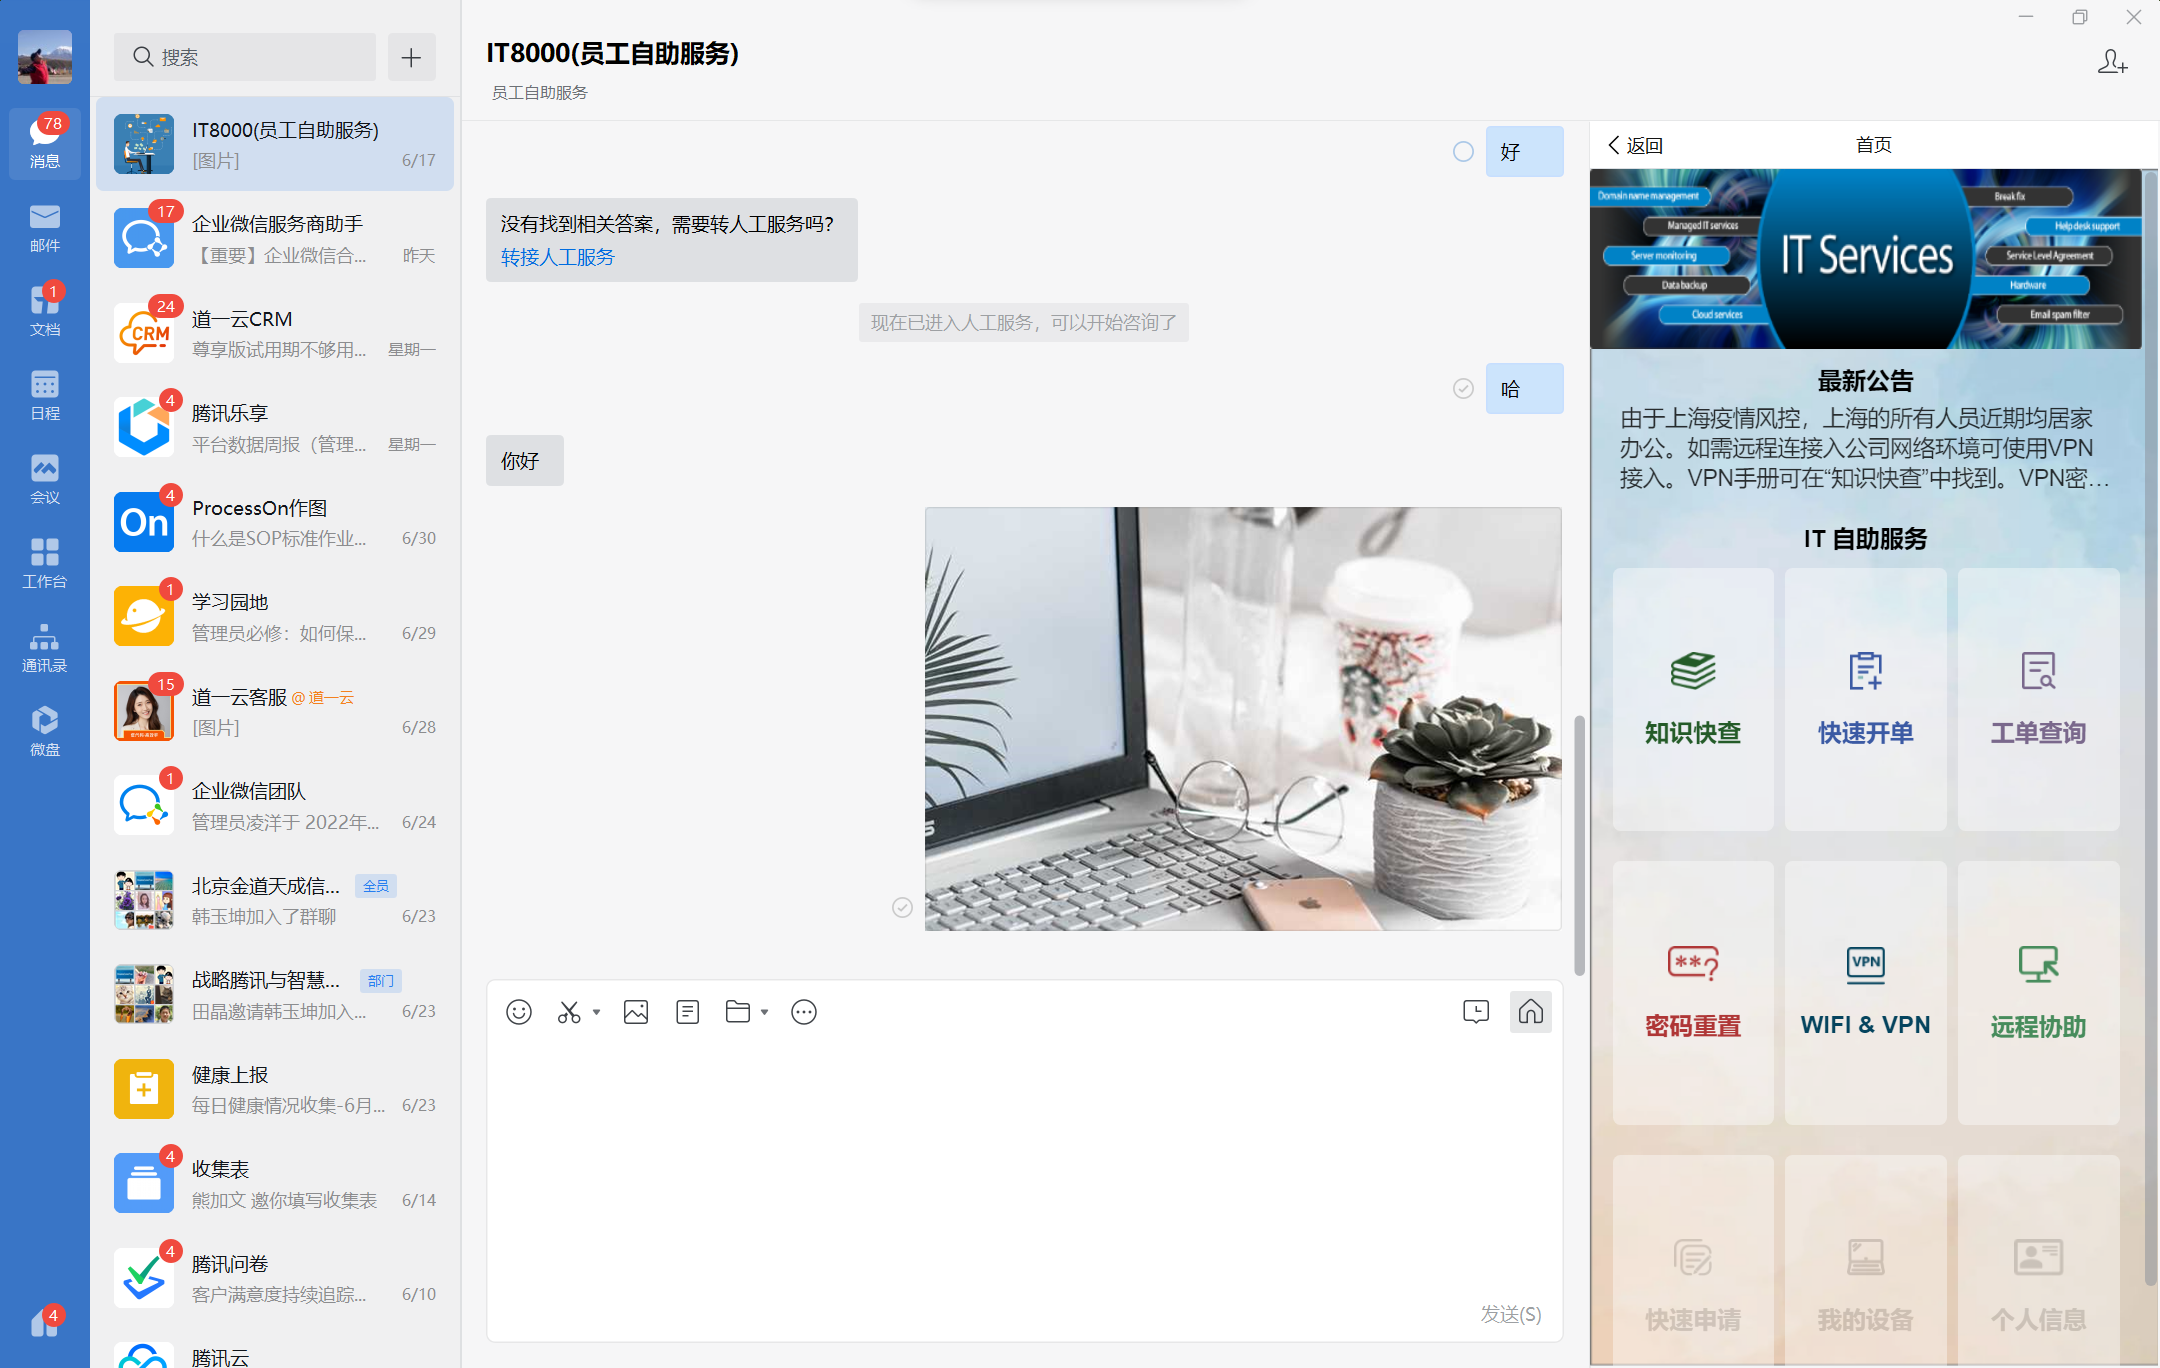 78
消息
邮件
1
文档
日程
会议
工作台
通讯录
微盘
4
搜索
IT8000(员工自助服务)
[图片] 6/17
17
企业微信服务商助手
【重要】企业微信合... 昨天
24
CRM
道一云CRM
尊享版试用期不够用... 星期一
4
腾讯乐享
平台数据周报（管理... 星期一
4
On
ProcessOn作图
什么是SOP标准作业... 6/30
1
学习园地
管理员必修：如何保... 6/29
15
道一云客服 @道一云
[图片] 6/28
1
企业微信团队
管理员凌洋于 2022年... 6/24
北京金道天成信... 全员
韩玉坤加入了群聊 6/23
战略腾讯与智慧... 部门
田晶邀请韩玉坤加入... 6/23
健康上报
每日健康情况收集-6月... 6/23
4
收集表
熊加文 邀你填写收集表 6/14
4
腾讯问卷
客户满意度持续追踪... 6/10
腾讯云
IT8000(员工自助服务)
员工自助服务
好
没有找到相关答案，需要转人工服务吗？
转接人工服务
现在已进入人工服务，可以开始咨询了
哈
你好
发送(S)
返回
首页
Domain name management
Managed IT services
Server monitoring
Data backup
Cloud services
IT Services
Break fix
Help desk support
Service Level Agreement
Hardware
Email spam filter
最新公告
由于上海疫情风控，上海的所有人员近期均居家
办公。如需远程连接入公司网络环境可使用VPN
接入。VPN手册可在“知识快查”中找到。VPN密...
IT 自助服务
知识快查
快速开单
工单查询
**?
密码重置
VPN
WIFI & VPN
远程协助
快速申请
我的设备
个人信息